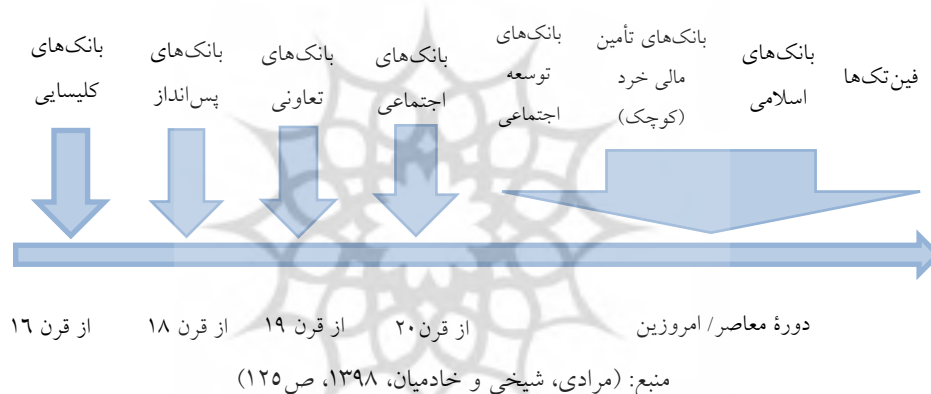 بانک‌های کلیسایی
بانک‌های پس‌انداز
بانک‌های تعاونی
بانک‌های اجتماعی
بانک‌های توسعه اجتماعی
بانک‌های تأمین مالی خرد (کوچک)
بانک‌های اسلامی
فین‌تک‌ها
از قرن ۱۶
از قرن ۱۸
از قرن ۱۹
از قرن۲۰
دورۀ معاصر/ امروزین
منبع: (مرادی، شیخی و خادمیان، ۱۳۹۸، ص۱۲۵)